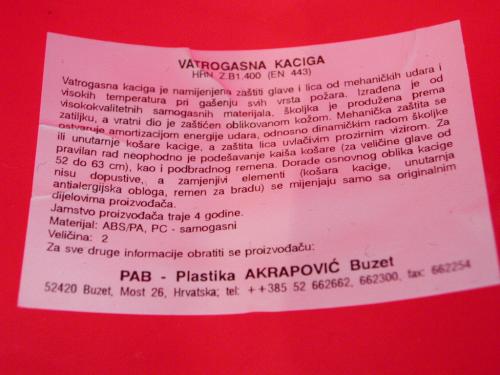 VATROGASNA KACIGA
HRN Z.B1.400 (EN 443)
Vatrogasna kaciga je namijenjena zaštiti glave i lica od mehaničkih udara i
visokih temperatura pri gašenju svih vrsta požara. Izrađena je od
visokokvalitetnih samogasnih materijala, školjka je produžena prema
zatiljku, a vratni dio je zaštićen oblikovanom kožom. Mehanička zaštita se
ostvaruje amortizacijom energije udara, odnosno dinamičkim radom školjke
ili unutarnje košare kacige, a zaštita lica uvlačivim prozirnim vizirom. Za
pravilan rad neophodno je podešavanje kaiša košare (za veličine glave od
52 do 63 cm), kao i podbradnog remena. Dorade osnovnog oblika kacige
nisu dopustive, a zamjenjivi elementi (košara kacige, unutarnja
antialergijska obloga, remen za bradu) se mijenjaju samo sa originalnim
dijelovima proizvođača.
Jamstvo proizvođača traje 4 godine.
Materijal: ABS/PA, PC - samogasni
Veličina: 2
Za sve druge informacije obratiti se proizvođaču:
PAB - Plastika AKRAPOVIĆ Buzet
52420 Buzet, Most 26, Hrvatska; tel: ++385 52 662662, 662300, fax: 662254